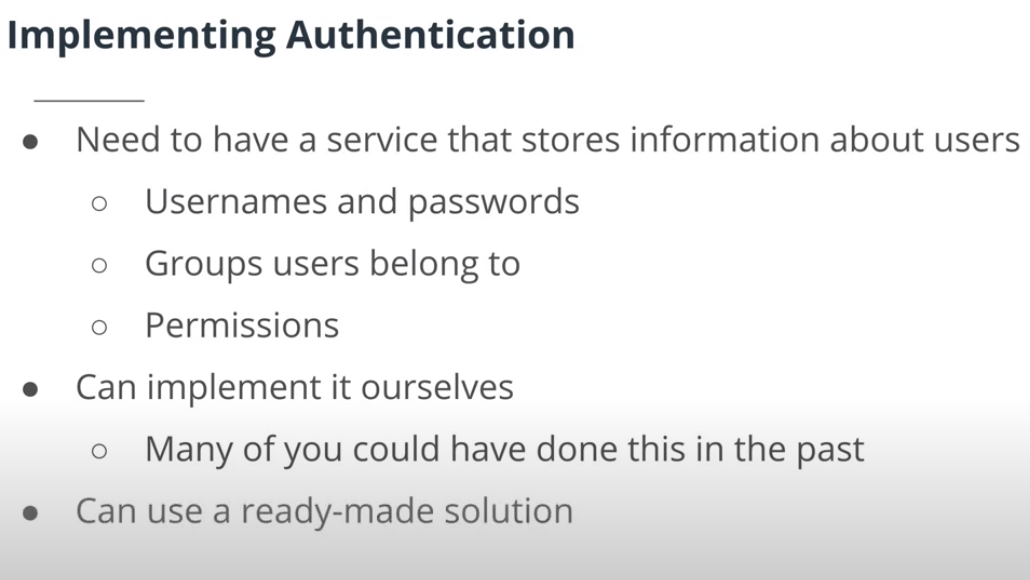 Implementing Authentication
● Need to have a service that stores information about users
○ Usernames and passwords
○ Groups users belong to
○ Permissions
● Can implement it ourselves
○ Many of you could have done this in the past
● Can use a ready-made solution